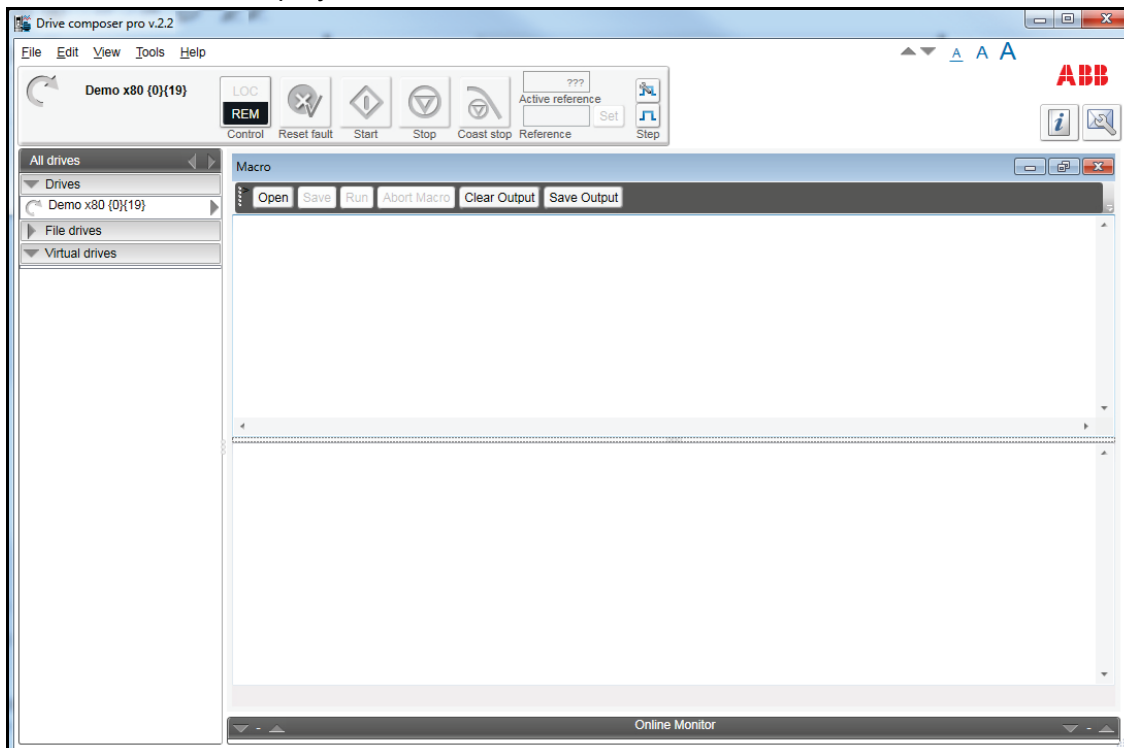 Drive composer pro v.2.2
File Edit View Tools Help
A A A
ABB
Demo x80 {0}{19}
LOC
REM
Control
Reset fault
Start
Stop
Coast stop
???
Active reference
Set
Reference
Step
i
All drives
Drives
Demo x80 {0}{19}
File drives
Virtual drives
Macro
Open Save Run Abort Macro Clear Output Save Output
- Online Monitor -